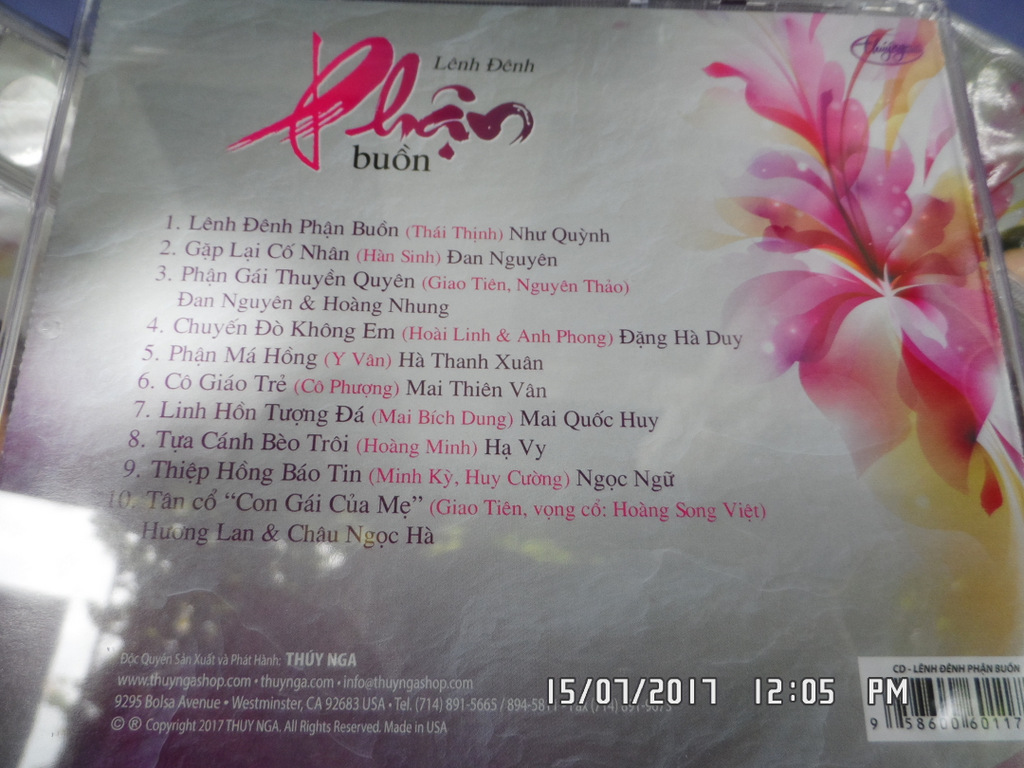 Thúy Nga
Lênh Đênh
Phận
buồn
1. Lênh Đênh Phận Buồn (Thái Thịnh) Như Quỳnh
2. Gặp Lại Cố Nhân (Hàn Sinh) Đan Nguyên
3. Phận Gái Thuyền Quyên (Giao Tiên, Nguyên Thảo)
Đan Nguyên & Hoàng Nhung
4. Chuyến Đò Không Em (Hoài Linh & Anh Phong) Đặng Hà Duy
5. Phận Má Hồng (Y Vân) Hà Thanh Xuân
6. Cô Giáo Trẻ (Cô Phượng) Mai Thiên Vân
7. Linh Hồn Tượng Đá (Mai Bích Dung) Mai Quốc Huy
8. Tựa Cánh Bèo Trôi (Hoàng Minh) Hạ Vy
9. Thiệp Hồng Báo Tin (Minh Kỳ, Huy Cường) Ngọc Ngữ
10. Tân cổ “Con Gái Của Mẹ” (Giao Tiên, vọng cổ: Hoàng Song Việt)
Hương Lan & Châu Ngọc Hà
Độc Quyền Sản Xuất và Phát Hành: THÚY NGA
www.thuyngashop.com • thuynga.com • info@thuyngashop.com
9295 Bolsa Avenue • Westminster, CA 92683 USA • Tel. (714) 891-5665 / 894-58 Fax (714)
© ® Copyright 2017 THUY NGA. All Rights Reserved. Made in USA
CD - LÊNH ĐÊNH PHẬN BUỒN
9 58600 60117
15/07/2017 12:05 PM